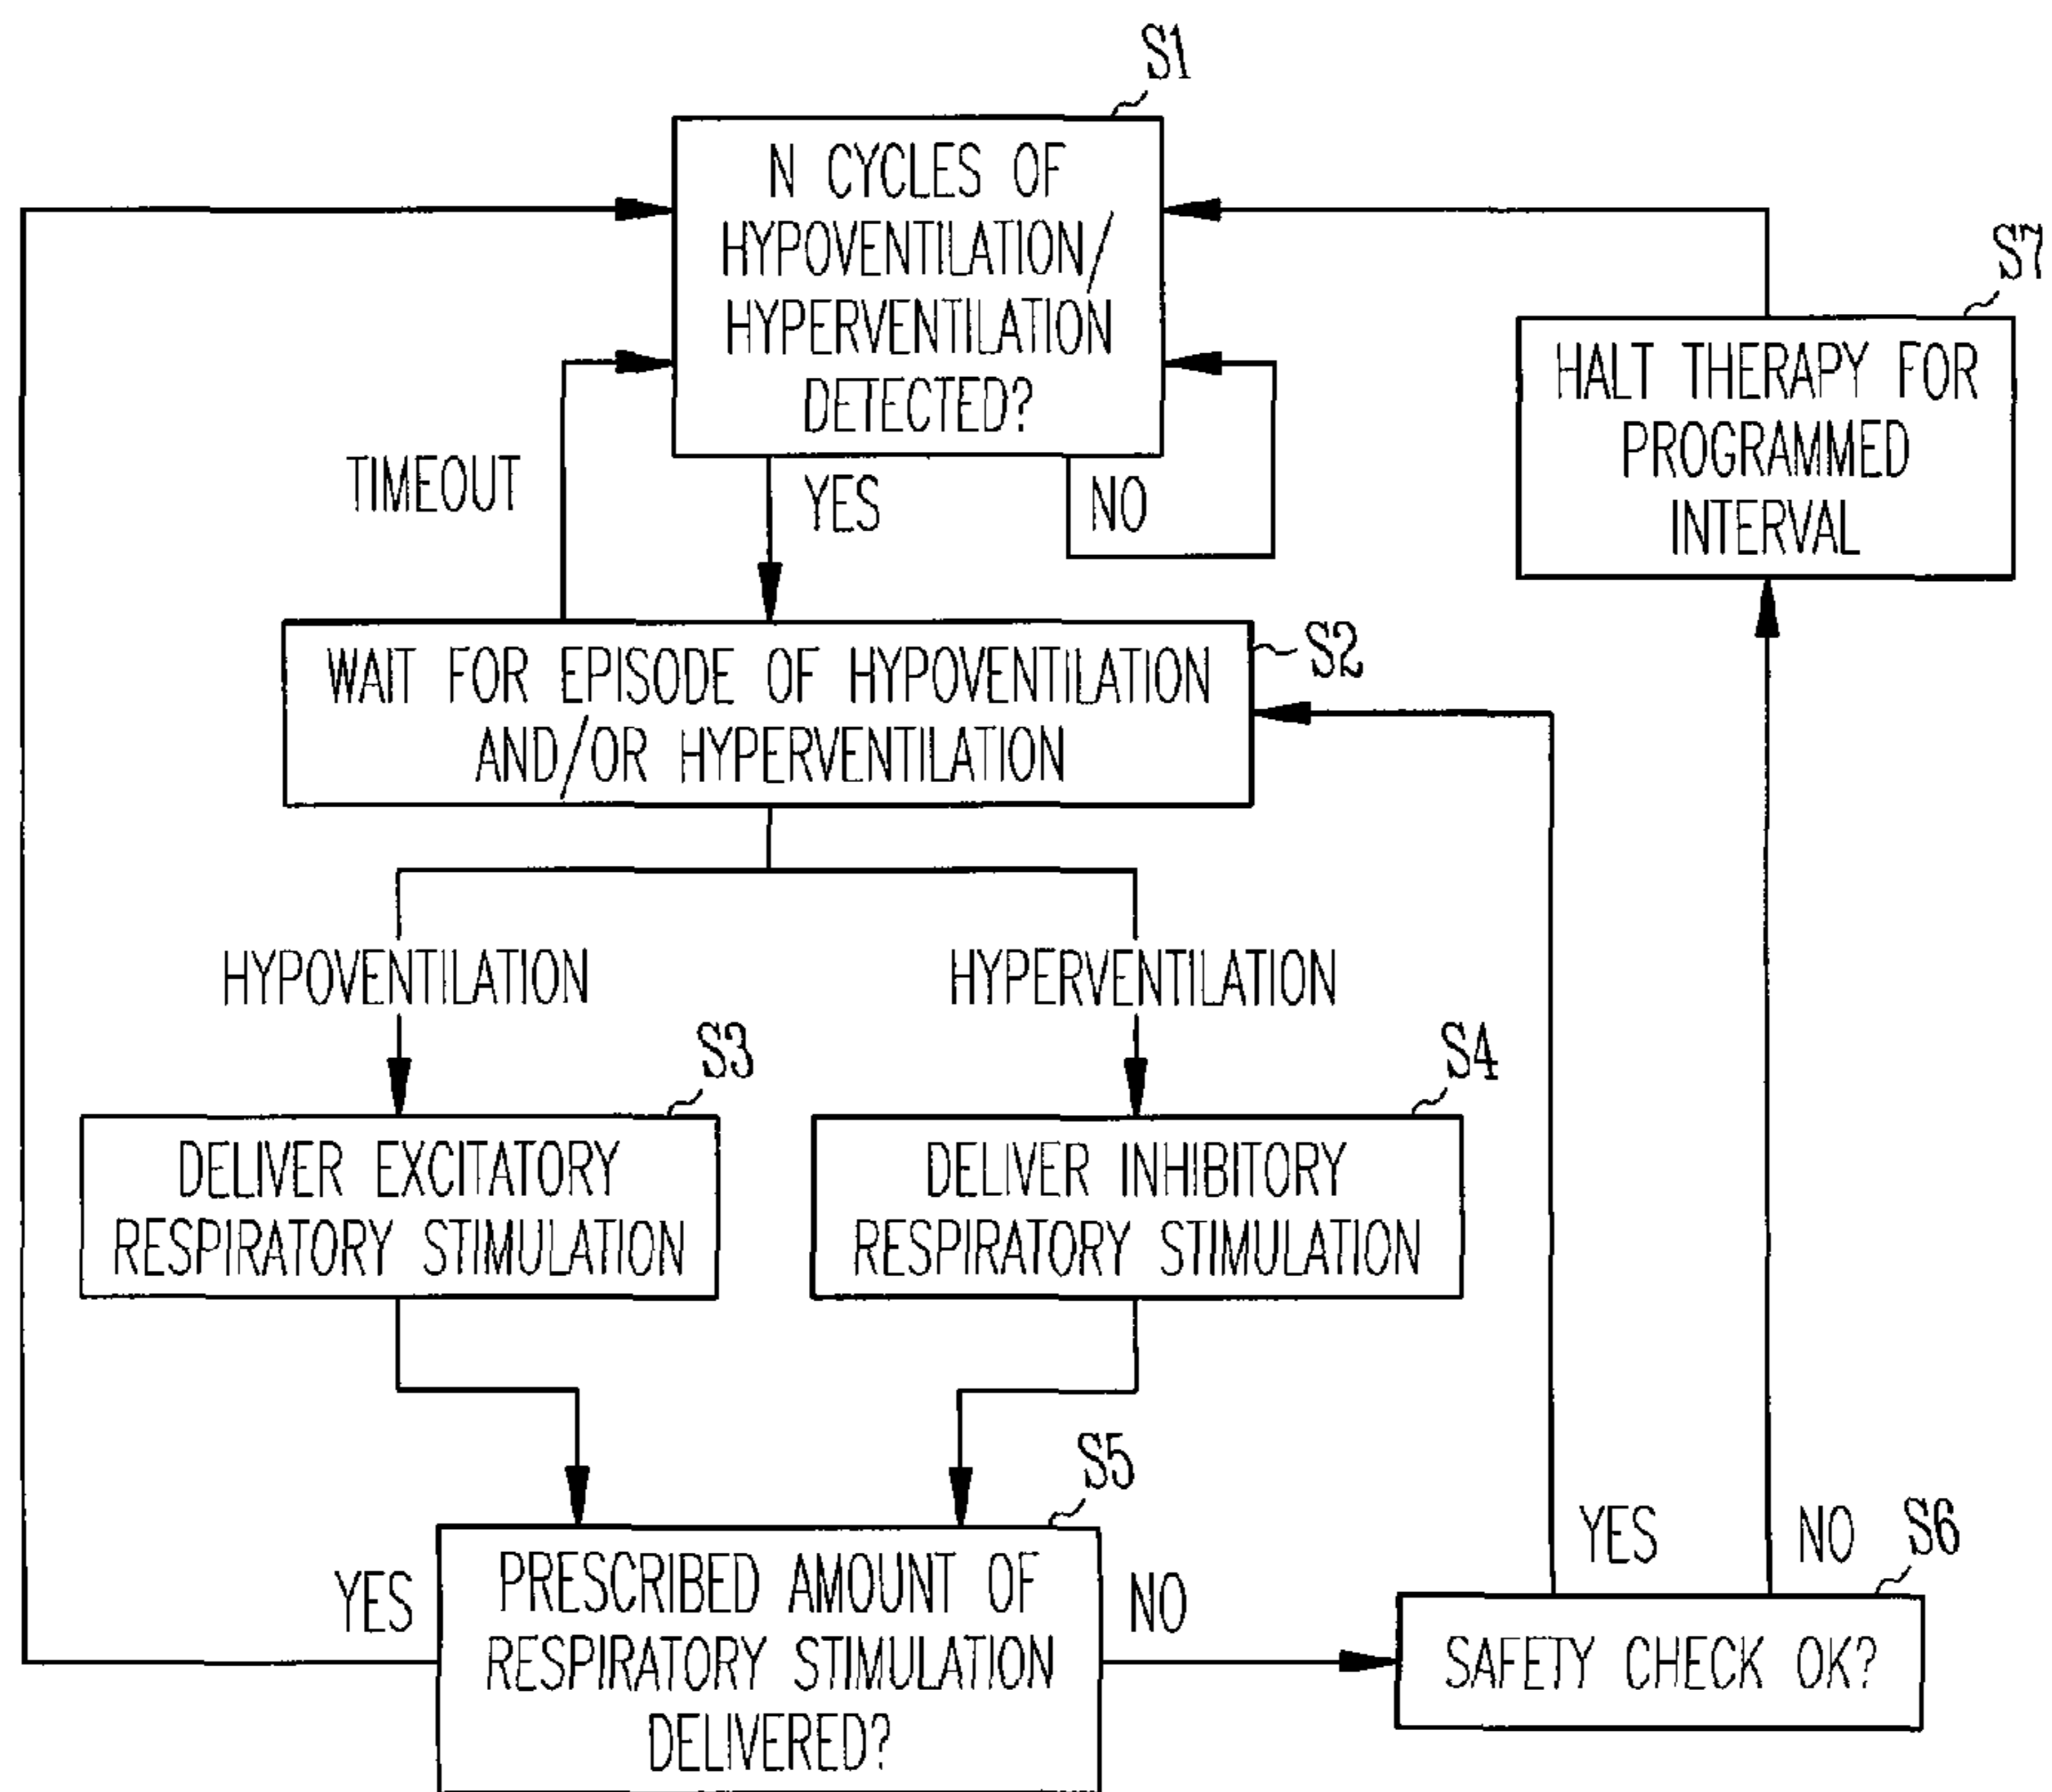 S1
N CYCLES OF
HYPOVENTILATION/
HYPERVENTILATION
DETECTED?
S7
HALT THERAPY FOR
PROGRAMMED
INTERVAL
TIMEOUT
YES
NO
S2
WAIT FOR EPISODE OF HYPOVENTILATION
AND/OR HYPERVENTILATION
HYPOVENTILATION
HYPERVENTILATION
S3
DELIVER EXCITATORY
RESPIRATORY STIMULATION
S4
DELIVER INHIBITORY
RESPIRATORY STIMULATION
S5
YES
PRESCRIBED AMOUNT OF
RESPIRATORY STIMULATION
DELIVERED?
NO
YES
NO
S6
SAFETY CHECK OK?